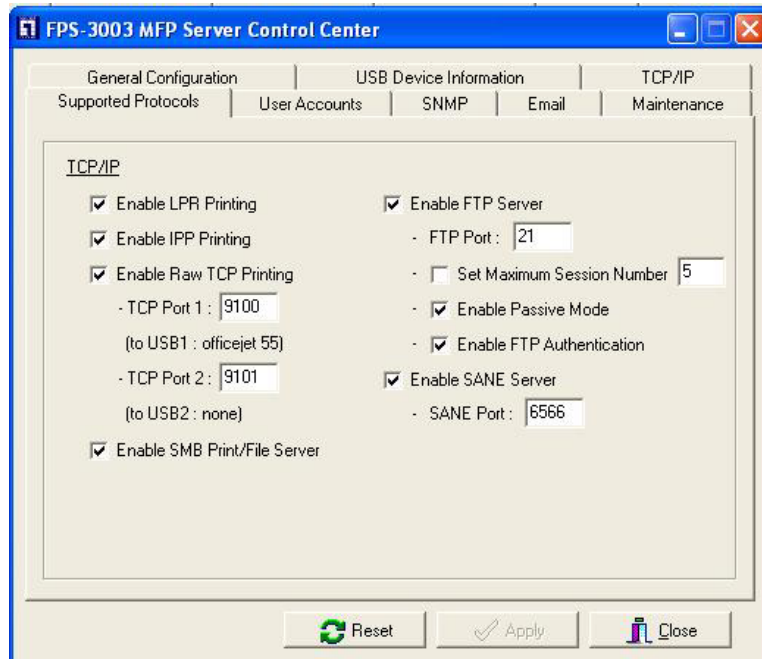 FPS-3003 MFP Server Control Center
General Configuration
USB Device Information
TCP/IP
Supported Protocols
User Accounts
SNMP
Email
Maintenance
TCP/IP
Enable LPR Printing
Enable IPP Printing
Enable Raw TCP Printing
- TCP Port 1 : 9100
(to USB1 : officejet 55)
- TCP Port 2 : 9101
(to USB2 : none)
Enable SMB Print/File Server
Enable FTP Server
- FTP Port : 21
- Set Maximum Session Number 5
- Enable Passive Mode
- Enable FTP Authentication
Enable SANE Server
- SANE Port : 6566
Reset
Apply
Close